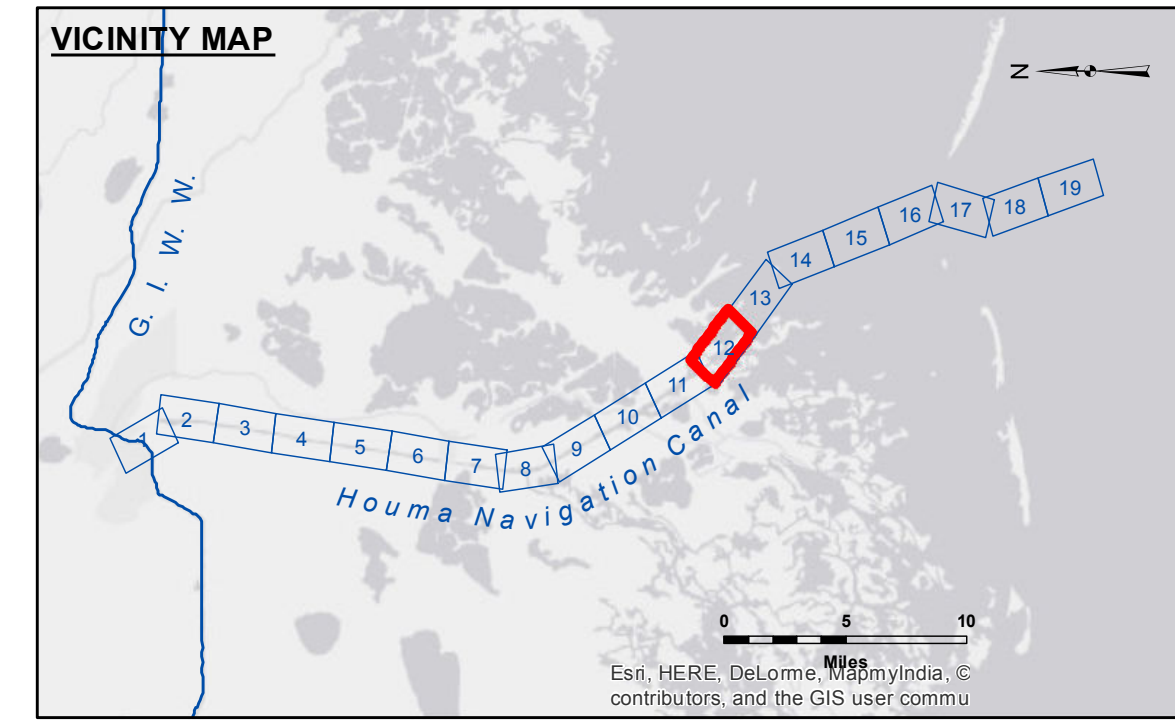 VICINITY MAP
N
G. I. W. W.
1
2
3
4
5
6
7
8
9
10
11
12
13
14
15
16
17
18
19
Houma Navigation Canal
0 5 10
Miles
Esri, HERE, DeLorme, MapmyIndia, ©
contributors, and the GIS user commu